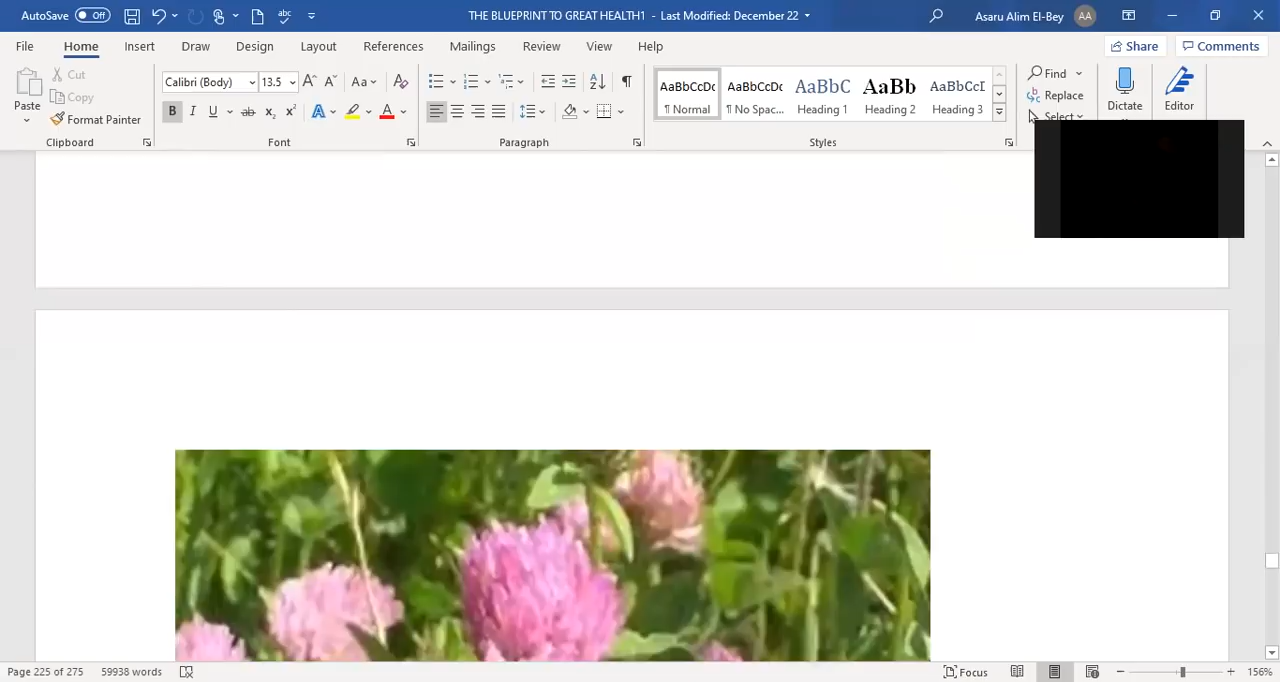 AutoSave Off THE BLUEPRINT TO GREAT HEALTH1 - Last Modified: December 22 Asaru Alim El-Bey AA
File Home Insert Draw Design Layout References Mailings Review View Help Share Comments
Paste
Cut
Copy
Format Painter
Clipboard
Calibri (Body) 13.5
Font
Paragraph
AaBbCcDc AaBbCcDc AaBbC AaBb AaBbCcI
¶ Normal ¶ No Spac... Heading 1 Heading 2 Heading 3
Styles
Find
Replace
Select
Dictate
Editor
Page 225 of 275 59938 words Focus 156%